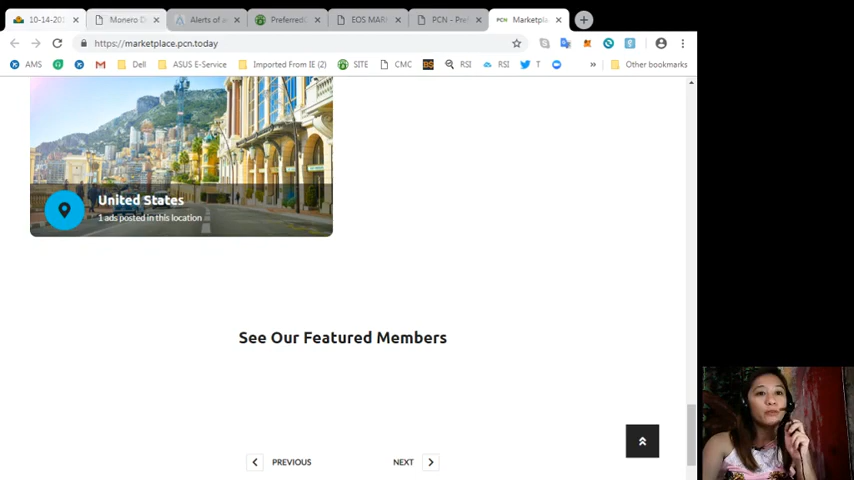 10-14-201
Monero D
Alerts of a
Preferred
EOS MAR
PCN - Pre
PCN
Marketpla
https://marketplace.pcn.today
AMS
Dell
ASUS E-Service
Imported From IE (2)
SITE
CMC
BS
RSI
RSI
T
»
Other bookmarks
United States
1 ads posted in this location
See Our Featured Members
PREVIOUS
NEXT